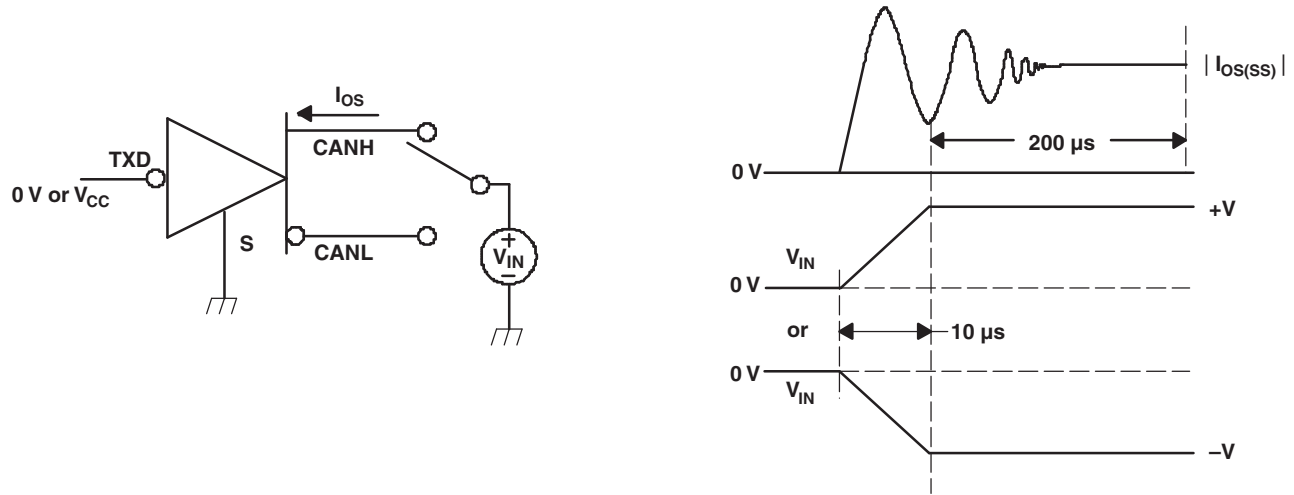 I_OS
CANH
TXD
0 V or V_CC
S
CANL
+
V_IN
−
| I_OS(SS) |
200 µs
0 V
+V
V_IN
0 V
or
10 µs
0 V
V_IN
−V